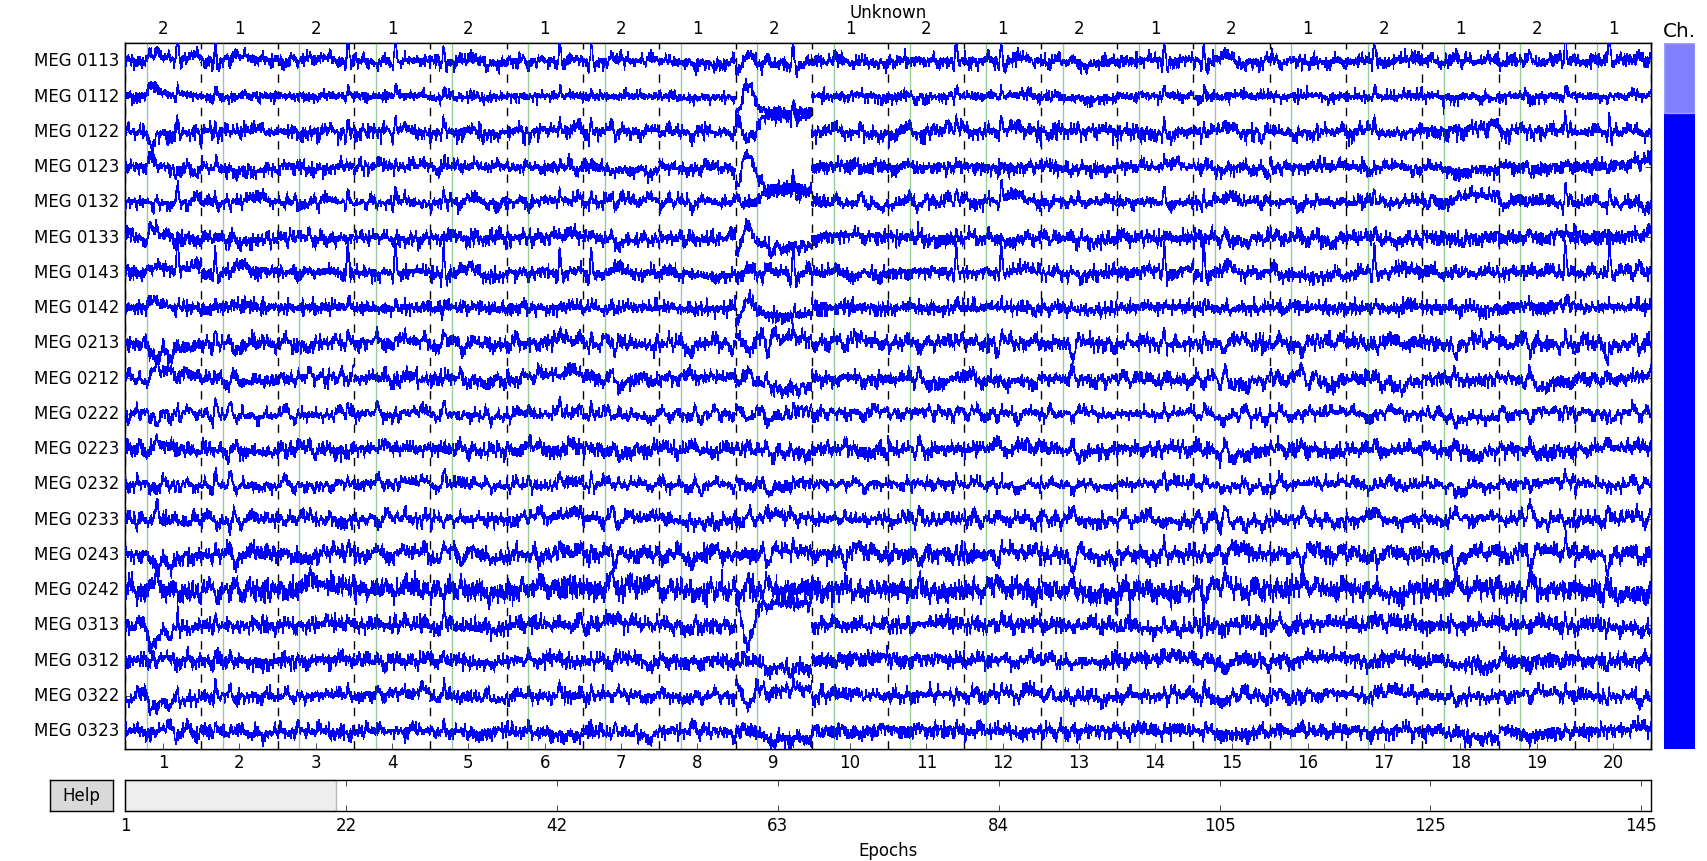 Unknown
2 1 2 1 2 1 2 1 2 1 2 1 2 1 2 1 2 1 2 1
Ch.
MEG 0113
MEG 0112
MEG 0122
MEG 0123
MEG 0132
MEG 0133
MEG 0143
MEG 0142
MEG 0213
MEG 0212
MEG 0222
MEG 0223
MEG 0232
MEG 0233
MEG 0243
MEG 0242
MEG 0313
MEG 0312
MEG 0322
MEG 0323
1 2 3 4 5 6 7 8 9 10 11 12 13 14 15 16 17 18 19 20
Help
1 22 42 63 84 105 125 145
Epochs